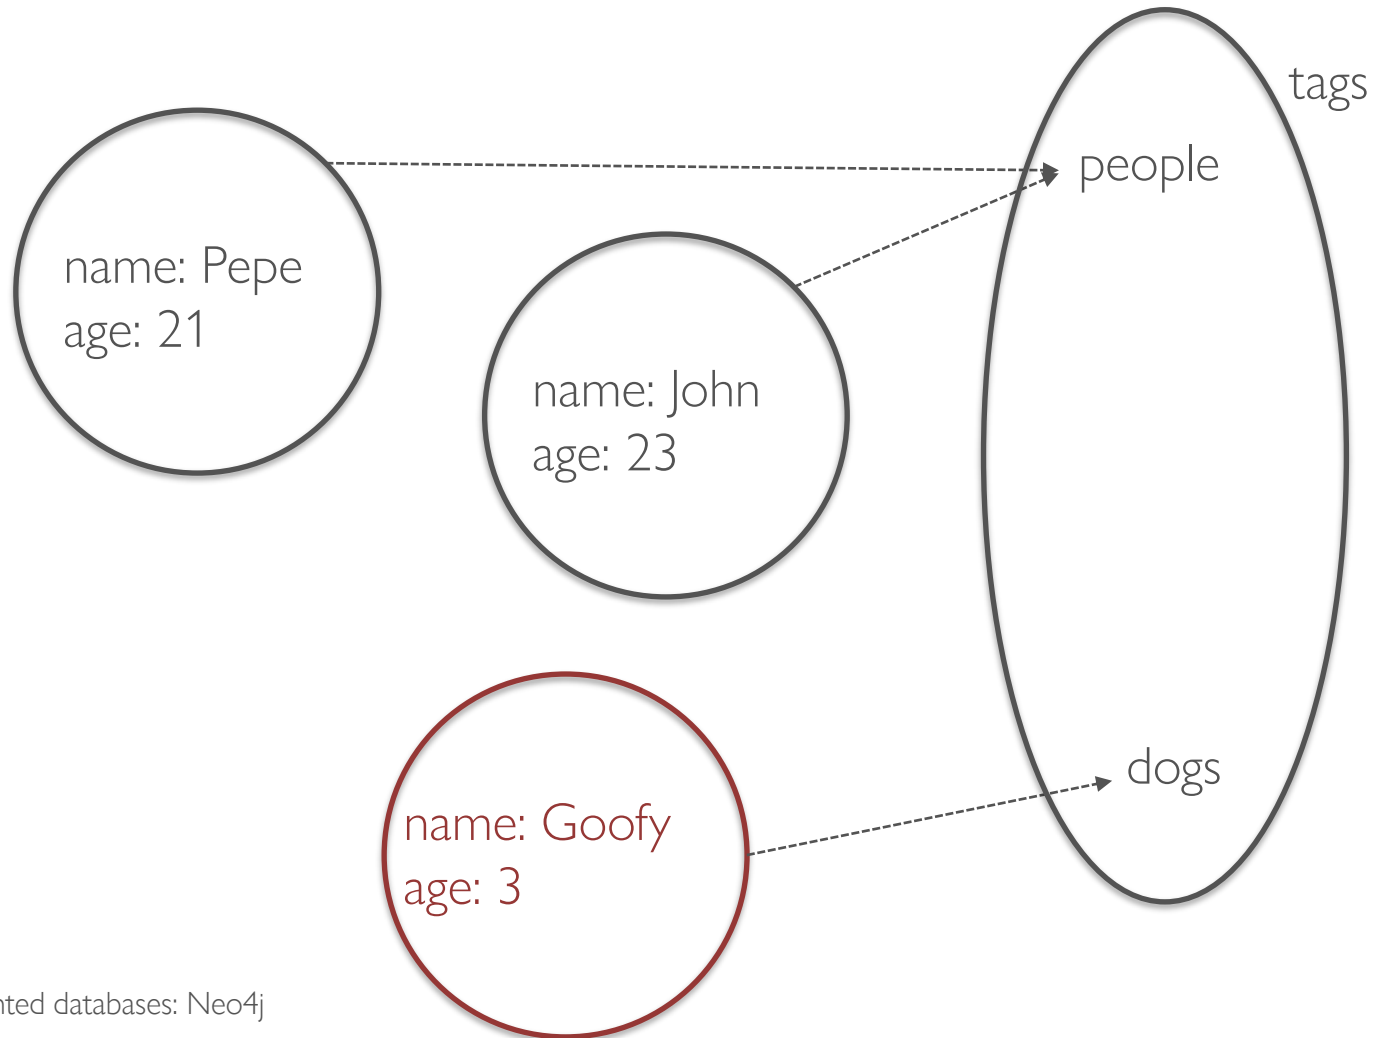 tags
people
name: Pepe
age: 21
name: John
age: 23
dogs
name: Goofy
age: 3
databases: Neo4j